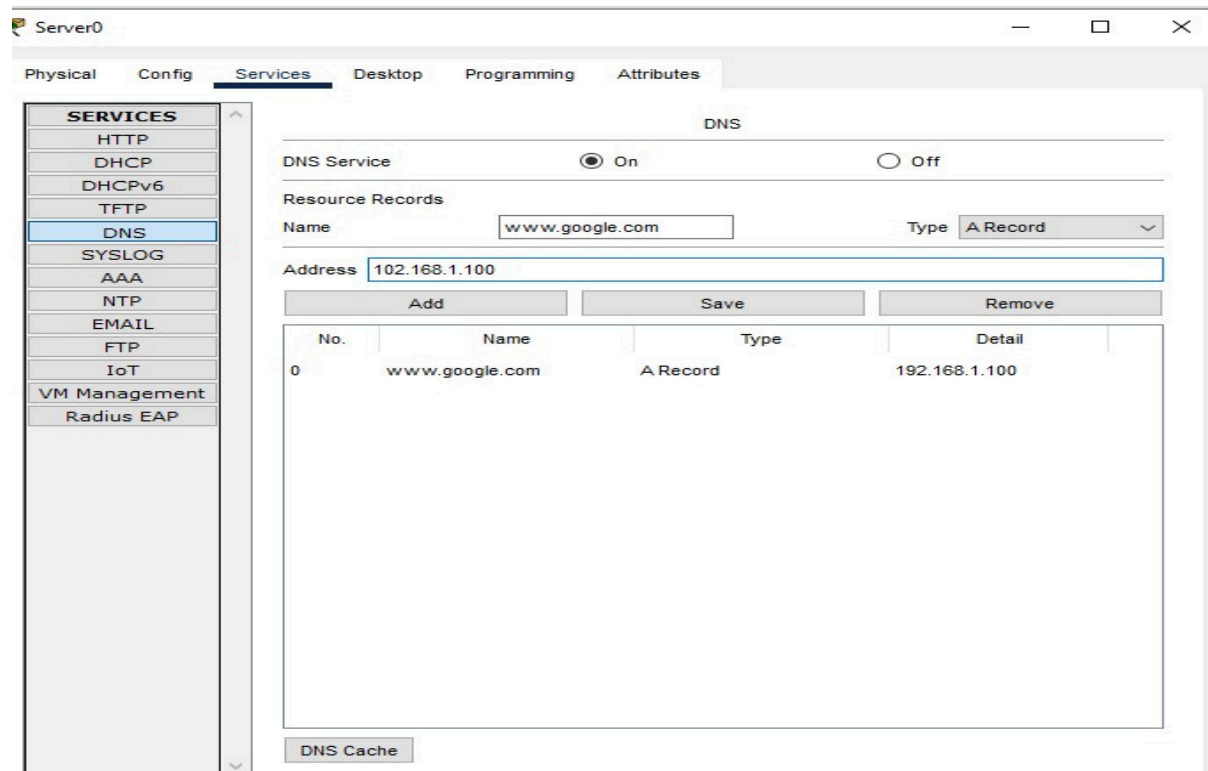 Server0
Physical Config Services Desktop Programming Attributes
SERVICES
HTTP
DHCP
DHCPv6
TFTP
DNS
SYSLOG
AAA
NTP
EMAIL
FTP
IoT
VM Management
Radius EAP
DNS
DNS Service On Off
Resource Records
Name www.google.com Type A Record
Address 102.168.1.100
Add Save Remove
No. Name Type Detail
0 www.google.com A Record 192.168.1.100
DNS Cache